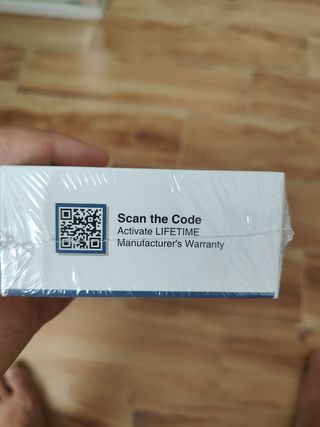 Scan the Code
Activate LIFETIME
Manufacturer's Warranty